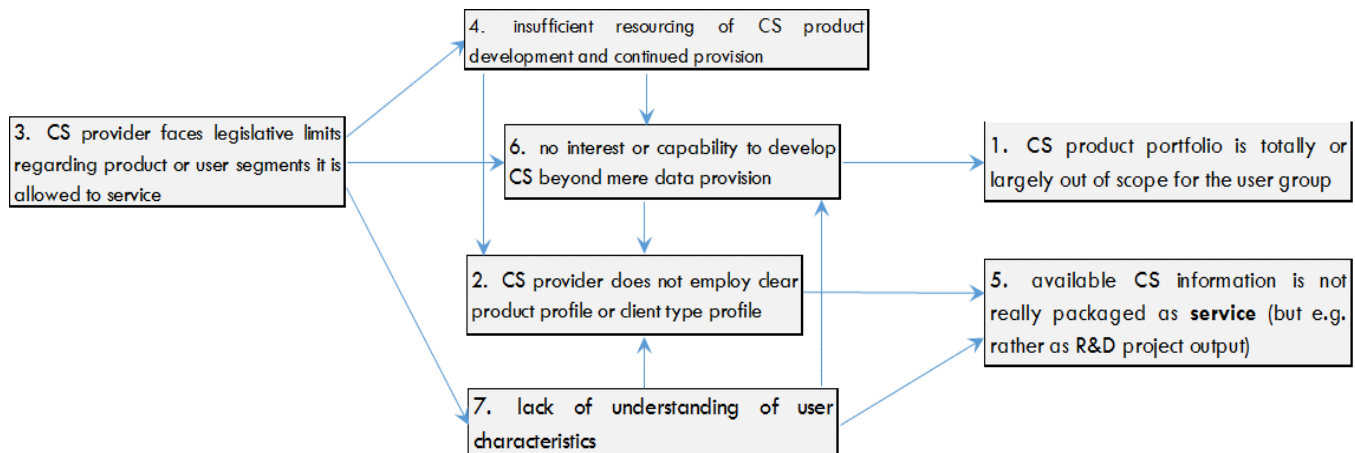 4. insufficient resourcing of CS product
development and continued provision
3. CS provider faces legislative limits
regarding product or user segments it is
allowed to service
6. no interest or capability to develop
CS beyond mere data provision
1. CS product portfolio is totally or
largely out of scope for the user group
2. CS provider does not employ clear
product profile or client type profile
5. available CS information is not
really packaged as service (but e.g.
rather as R&D project output)
7. lack of understanding of user
characteristics